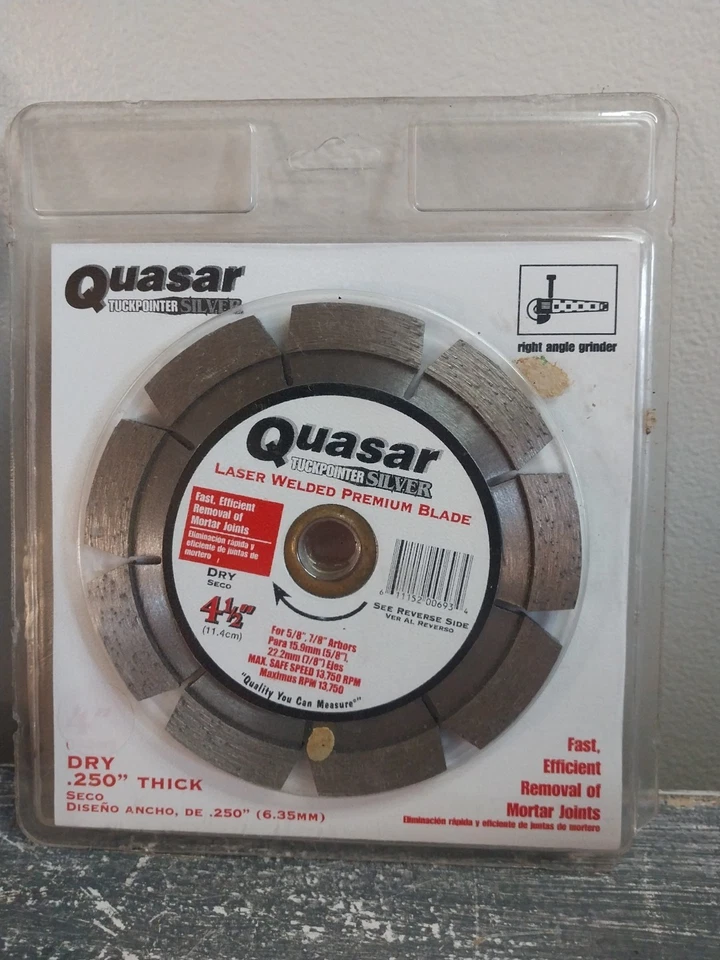 Quasar
TUCKPOINTER SILVER
right angle grinder
Quasar
TUCKPOINTER SILVER
LASER WELDED PREMIUM BLADE
Fast, Efficient
Removal of
Mortar Joints
Eliminación rápida y
eficiente de juntas de
mortero
DRY
SECO
4½"
(11.4cm)
6 11152 00693 4
SEE REVERSE SIDE
VER AL REVERSO
For 5/8", 7/8" Arbors
Para 15.9mm (5/8"),
22.2mm (7/8") Ejes
MAX. SAFE SPEED 13,750 RPM
Maximus RPM 13,750
"Quality You Can Measure"
DRY
.250" THICK
SECO
DISEÑO ANCHO, DE .250" (6.35MM)
Fast,
Efficient
Removal of
Mortar Joints
Eliminación rápida y eficiente de juntas de mortero